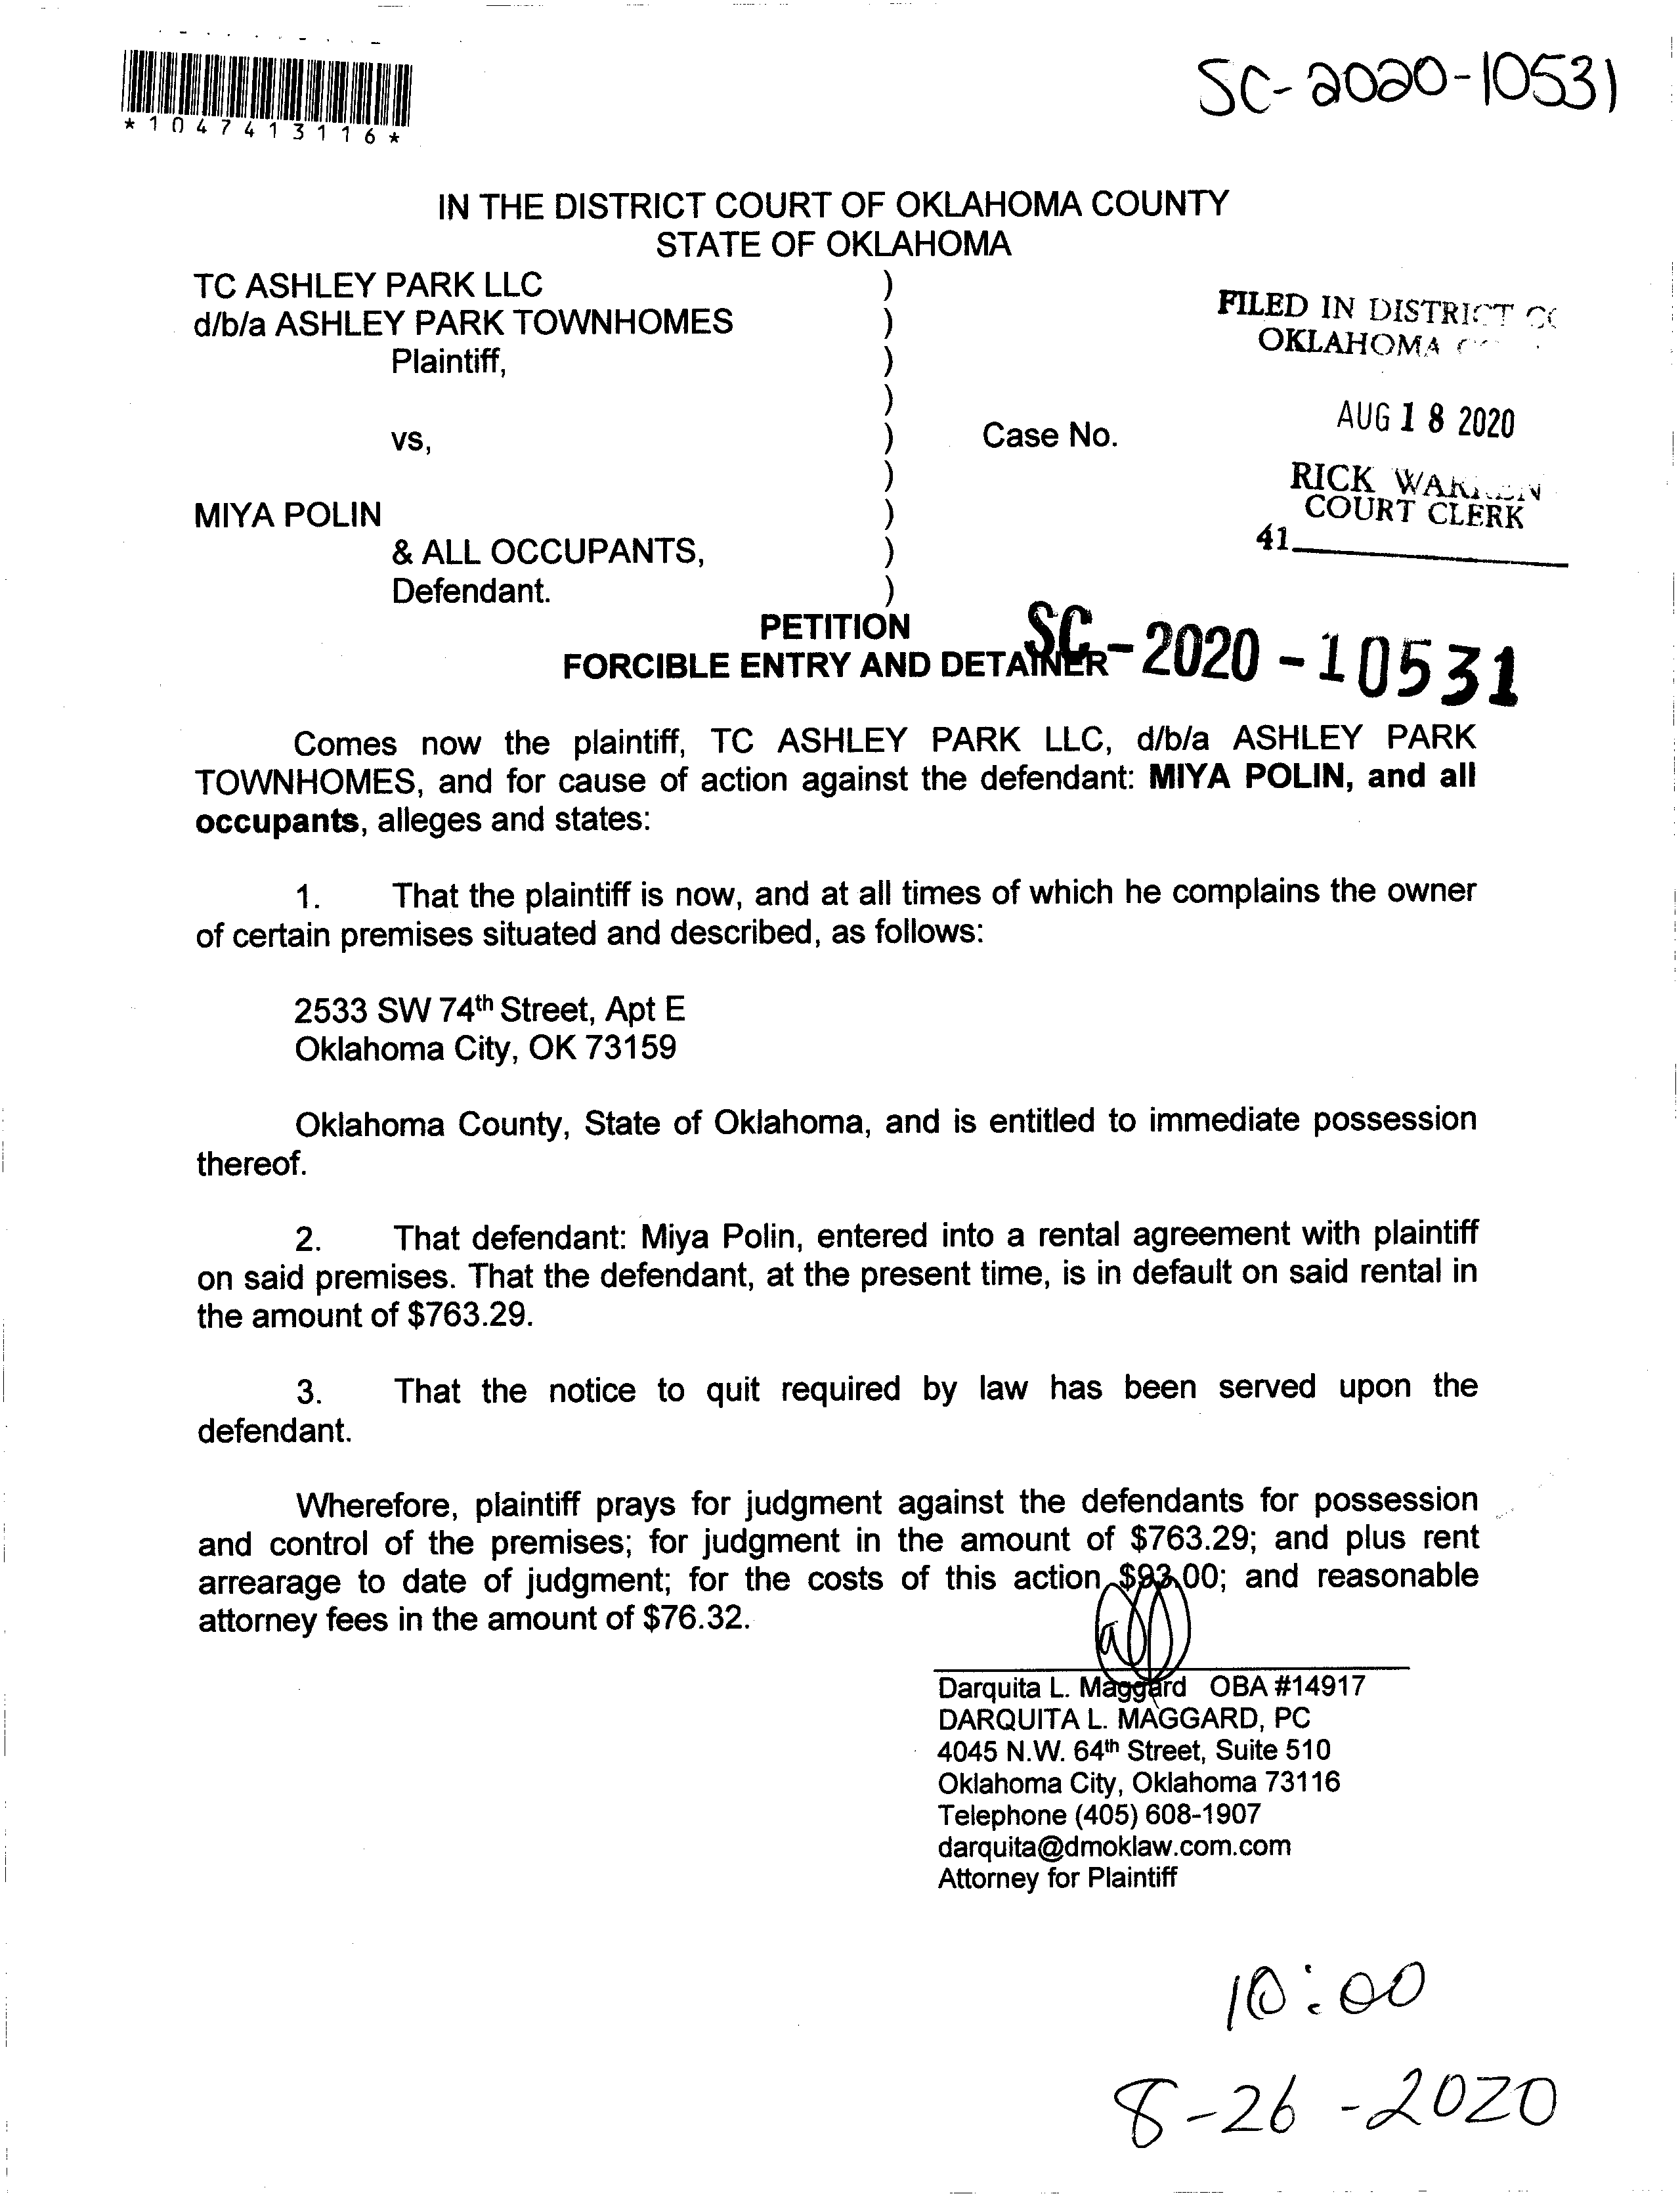 *1047413116*
SC-2020-10531
IN THE DISTRICT COURT OF OKLAHOMA COUNTY
STATE OF OKLAHOMA
TC ASHLEY PARK LLC )
d/b/a ASHLEY PARK TOWNHOMES )
Plaintiff, )
)
vs, ) Case No.
)
MIYA POLIN )
& ALL OCCUPANTS, )
Defendant. )
FILED IN DISTRICT
OKLAHOMA
AUG 18 2020
RICK WARREN
COURT CLERK
41
PETITION
FORCIBLE ENTRY AND DETAINER
SC-2020-10531
Comes now the plaintiff, TC ASHLEY PARK LLC, d/b/a ASHLEY PARK
TOWNHOMES, and for cause of action against the defendant: MIYA POLIN, and all
occupants, alleges and states:
1. That the plaintiff is now, and at all times of which he complains the owner
of certain premises situated and described, as follows:
2533 SW 74th Street, Apt E
Oklahoma City, OK 73159
Oklahoma County, State of Oklahoma, and is entitled to immediate possession
thereof.
2. That defendant: Miya Polin, entered into a rental agreement with plaintiff
on said premises. That the defendant, at the present time, is in default on said rental in
the amount of $763.29.
3. That the notice to quit required by law has been served upon the
defendant.
Wherefore, plaintiff prays for judgment against the defendants for possession
and control of the premises; for judgment in the amount of $763.29; and plus rent
arrearage to date of judgment; for the costs of this action $93.00; and reasonable
attorney fees in the amount of $76.32.
Darquita L. Maggard OBA #14917
DARQUITA L. MAGGARD, PC
4045 N.W. 64th Street, Suite 510
Oklahoma City, Oklahoma 73116
Telephone (405) 608-1907
darquita@dmoklaw.com.com
Attorney for Plaintiff
10:00
8-26-2020